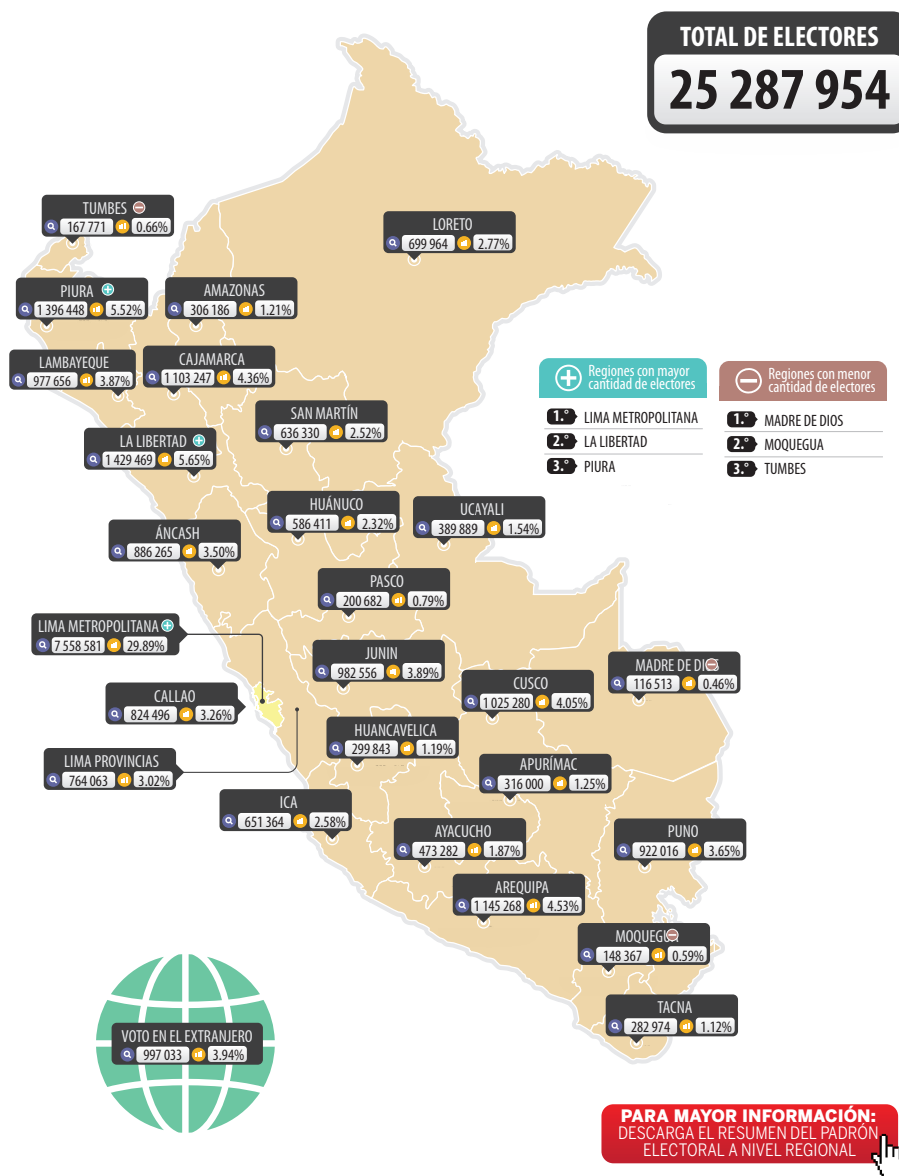 TOTAL DE ELECTORES
25 287 954
TUMBES
167 771 0.66%
LORETO
699 964 2.77%
PIURA
1 396 448 5.52%
AMAZONAS
306 186 1.21%
LAMBAYEQUE
977 656 3.87%
CAJAMARCA
1 103 247 4.36%
Regiones con mayor
cantidad de electores
1.° LIMA METROPOLITANA
2.° LA LIBERTAD
3.° PIURA
Regiones con menor
cantidad de electores
1.° MADRE DE DIOS
2.° MOQUEGUA
3.° TUMBES
SAN MARTÍN
636 330 2.52%
LA LIBERTAD
1 429 469 5.65%
HUÁNUCO
586 411 2.32%
UCAYALI
389 889 1.54%
ÁNCASH
886 265 3.50%
PASCO
200 682 0.79%
LIMA METROPOLITANA
7 558 581 29.89%
JUNIN
982 556 3.89%
MADRE DE DIOS
116 513 0.46%
CUSCO
1 025 280 4.05%
CALLAO
824 496 3.26%
HUANCAVELICA
299 843 1.19%
LIMA PROVINCIAS
764 063 3.02%
APURÍMAC
316 000 1.25%
ICA
651 364 2.58%
AYACUCHO
473 282 1.87%
PUNO
922 016 3.65%
AREQUIPA
1 145 268 4.53%
MOQUEGUA
148 367 0.59%
TACNA
282 974 1.12%
VOTO EN EL EXTRANJERO
997 033 3.94%
PARA MAYOR INFORMACIÓN:
DESCARGA EL RESUMEN DEL PADRÓN
ELECTORAL A NIVEL REGIONAL